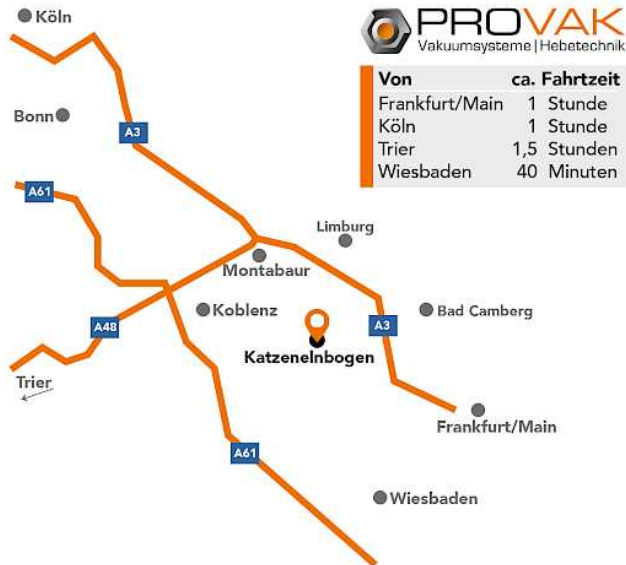 Köln
PROVAK
Vakuumsysteme | Hebetechnik
Von ca. Fahrtzeit
Frankfurt/Main 1 Stunde
Köln 1 Stunde
Trier 1,5 Stunden
Wiesbaden 40 Minuten
Bonn
A3
A61
Limburg
Montabaur
Koblenz
Bad Camberg
A48
A3
Katzenelnbogen
Trier
Frankfurt/Main
A61
Wiesbaden